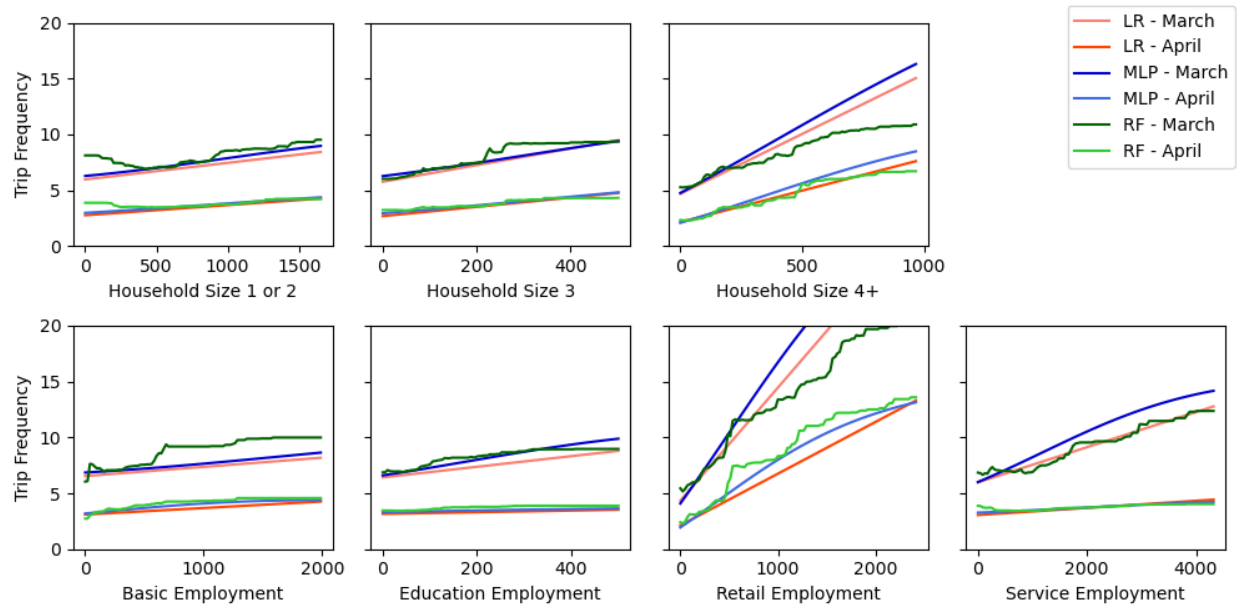 LR - March
LR - April
MLP - March
MLP - April
RF - March
RF - April
Trip Frequency
20
15
10
5
0
0 500 1000 1500
Household Size 1 or 2
0 200 400
Household Size 3
0 500 1000
Household Size 4+
Trip Frequency
20
15
10
5
0
0 1000 2000
Basic Employment
0 200 400
Education Employment
0 1000 2000
Retail Employment
0 2000 4000
Service Employment